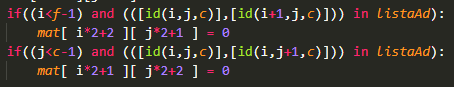 if((i<f-1) and (([id(i,j,c)],[id(i+1,j,c)])) in listaAd):
    mat[ i*2+2 ][ j*2+1 ] = 0
if((j<c-1) and (([id(i,j,c)],[id(i,j+1,c)])) in listaAd):
    mat[ i*2+1 ][ j*2+2 ] = 0